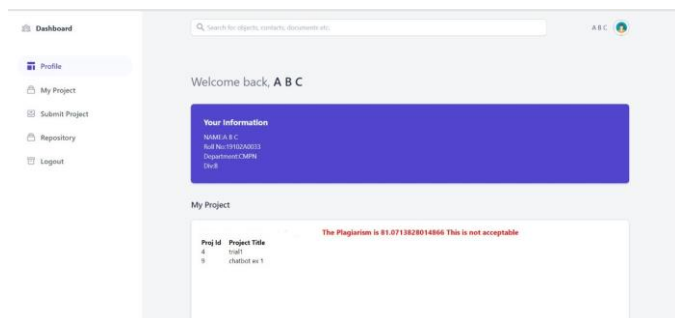 Dashboard
Search for objects, contacts, documents etc.
A B C
Profile
My Project
Submit Project
Repository
Logout
Welcome back, A B C
Your Information
NAME:A B C
Roll No:19102A0033
Department:CMPN
Div:B
My Project
The Plagiarism is 81.0713828014866 This is not acceptable
Proj Id Project Title
4 trial1
9 chatbot ex 1